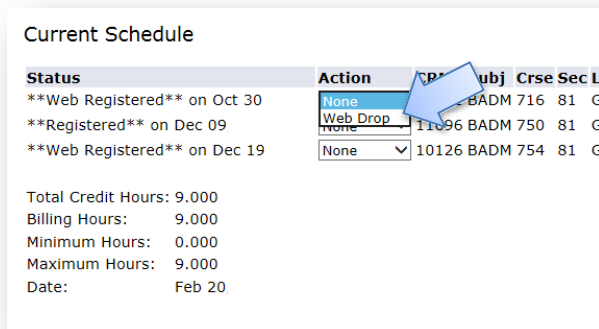 Current Schedule
Status Action Subj Crse Sec
**Web Registered** on Oct 30 None BADM 716 81
Web Drop
**Registered** on Dec 09 None 11096 BADM 750 81
**Web Registered** on Dec 19 None 10126 BADM 754 81
Total Credit Hours: 9.000
Billing Hours: 9.000
Minimum Hours: 0.000
Maximum Hours: 9.000
Date: Feb 20